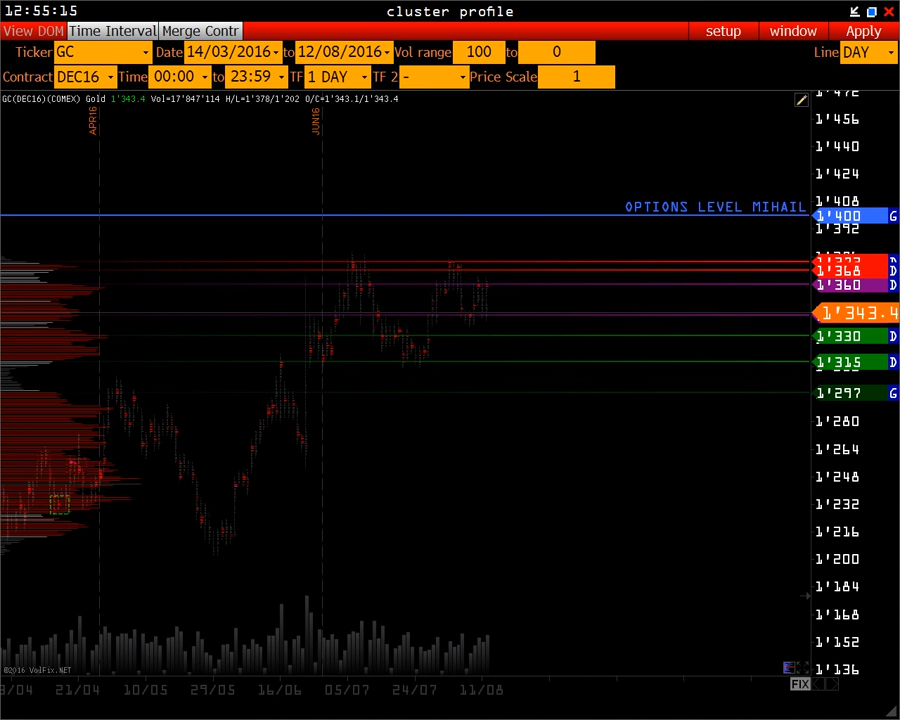 12:55:15 cluster profile
View DOM Time Interval Merge Contr setup window Apply
Ticker GC Date 14/03/2016 to 12/08/2016 Vol range 100 to 0 Line DAY
Contract DEC16 Time 00:00 to 23:59 TF 1 DAY TF 2 - Price Scale 1
GC(DEC16)(COMEX) Gold 1'343.4 Vol=17'847'114 H/L=1'378/1'202 O/C=1'343.1/1'343.4
1'472
APR16 JUN16
1'456
1'440
1'424
1'408
OPTIONS LEVEL MIHAIL
1'400 G
1'392
1'368 D
1'360 D
1'343.4
1'330 D
1'315 D
1'297 G
1'280
1'264
1'248
1'232
1'216
1'200
1'184
1'168
1'152
1'136
©2016 VolFix.NET
FIX
21/04 10/05 29/05 16/06 05/07 24/07 11/08